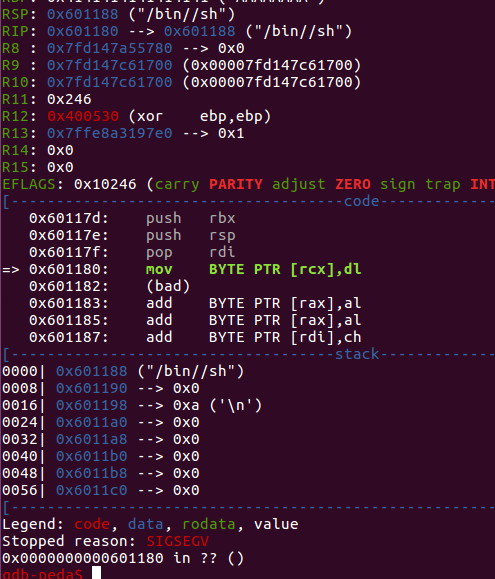 RSP: 0x601188 ("/bin//sh")
RIP: 0x601180 --> 0x601188 ("/bin//sh")
R8 : 0x7fd147a55780 --> 0x0
R9 : 0x7fd147c61700 (0x00007fd147c61700)
R10: 0x7fd147c61700 (0x00007fd147c61700)
R11: 0x246
R12: 0x400530 (xor    ebp,ebp)
R13: 0x7ffe8a3197e0 --> 0x1
R14: 0x0
R15: 0x0
EFLAGS: 0x10246 (carry PARITY adjust ZERO sign trap INT
[-------------------------------------code-------------
   0x60117d:    push   rbx
   0x60117e:    push   rsp
   0x60117f:    pop    rdi
=> 0x601180:    mov    BYTE PTR [rcx],dl
   0x601182:    (bad)
   0x601183:    add    BYTE PTR [rax],al
   0x601185:    add    BYTE PTR [rax],al
   0x601187:    add    BYTE PTR [rdi],ch
[------------------------------------stack-------------
0000| 0x601188 ("/bin//sh")
0008| 0x601190 --> 0x0
0016| 0x601198 --> 0xa ('\n')
0024| 0x6011a0 --> 0x0
0032| 0x6011a8 --> 0x0
0040| 0x6011b0 --> 0x0
0048| 0x6011b8 --> 0x0
0056| 0x6011c0 --> 0x0
[------------------------------------------------------
Legend: code, data, rodata, value
Stopped reason: SIGSEGV
0x0000000000601180 in ?? ()
gdb-peda$